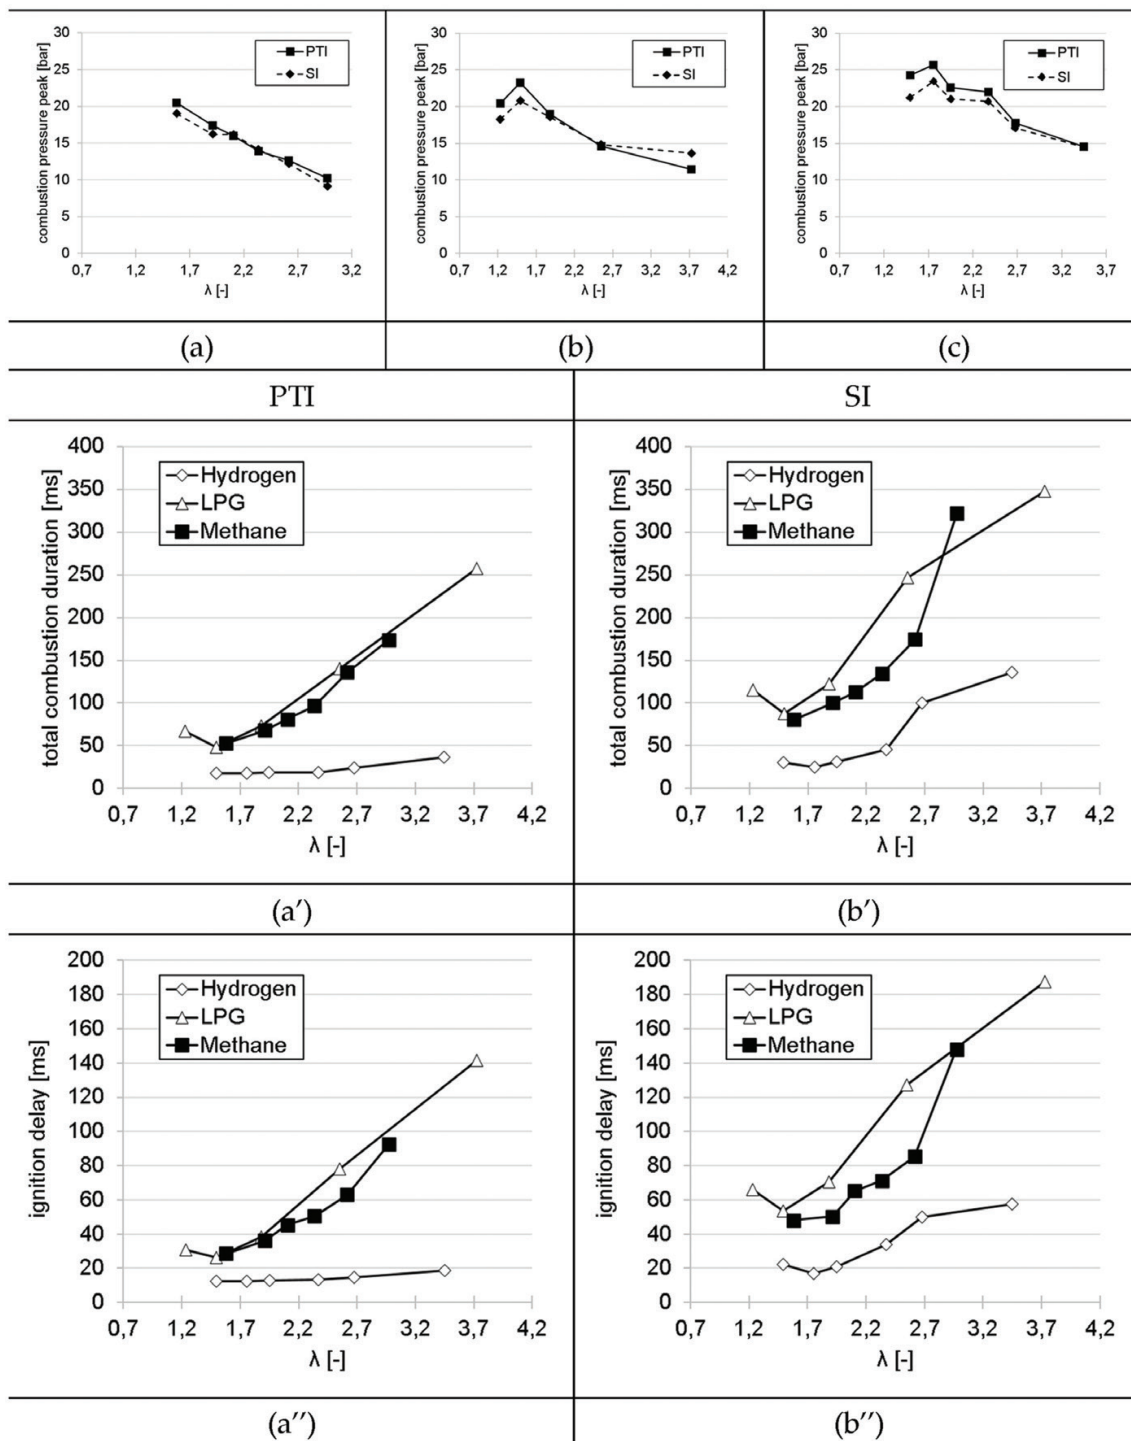 combustion pressure peak [bar]
30
25
20
15
10
5
0
PTI
SI
0,7 1,2 1,7 2,2 2,7 3,2
λ [-]
combustion pressure peak [bar]
30
25
20
15
10
5
0
PTI
SI
0,7 1,2 1,7 2,2 2,7 3,2 3,7 4,2
λ [-]
combustion pressure peak [bar]
30
25
20
15
10
5
0
PTI
SI
0,7 1,2 1,7 2,2 2,7 3,2 3,7
λ [-]
(a) (b) (c)
PTI SI
total combustion duration [ms]
400
350
300
250
200
150
100
50
0
Hydrogen
LPG
Methane
0,7 1,2 1,7 2,2 2,7 3,2 3,7 4,2
λ [-]
total combustion duration [ms]
400
350
300
250
200
150
100
50
0
Hydrogen
LPG
Methane
0,7 1,2 1,7 2,2 2,7 3,2 3,7 4,2
λ [-]
(a′) (b′)
ignition delay [ms]
200
180
160
140
120
100
80
60
40
20
0
Hydrogen
LPG
Methane
0,7 1,2 1,7 2,2 2,7 3,2 3,7 4,2
λ [-]
ignition delay [ms]
200
180
160
140
120
100
80
60
40
20
0
Hydrogen
LPG
Methane
0,7 1,2 1,7 2,2 2,7 3,2 3,7 4,2
λ [-]
(a″) (b″)